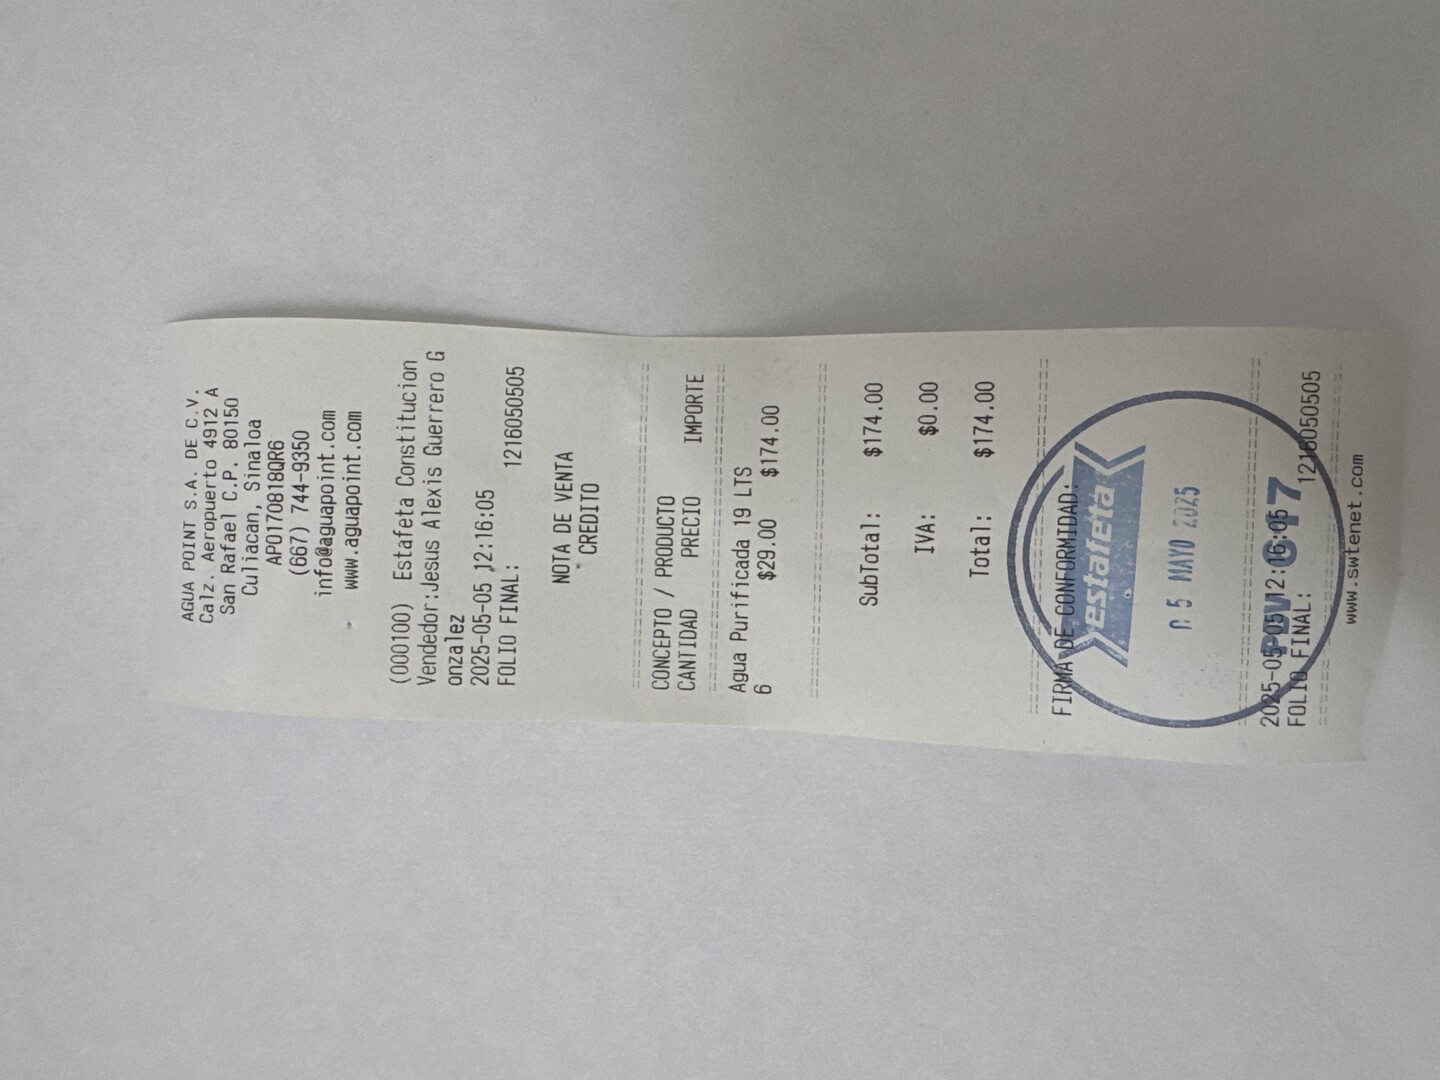 AGUA POINT S.A. DE C.V.
Calz. Aeropuerto 4912 A
San Rafael C.P. 80150
Culiacan, Sinaloa
APO170818QR6
(667) 744-9350
info@aguapoint.com
www.aguapoint.com
(000100) Estafeta Constitucion
Vendedor:Jesus Alexis Guerrero G
onzalez
2025-05-05 12:16:05
FOLIO FINAL: 1216050505
NOTA DE VENTA
CREDITO
CONCEPTO / PRODUCTO
CANTIDAD PRECIO IMPORTE
Agua Purificada 19 LTS
6 $29.00 $174.00
SubTotal: $174.00
IVA: $0.00
Total: $174.00
FIRMA DE CONFORMIDAD:
estafeta
05 MAYO 2025
2025-05-05 12:16:05
FOLIO FINAL: 1216050505
www.swtenet.com